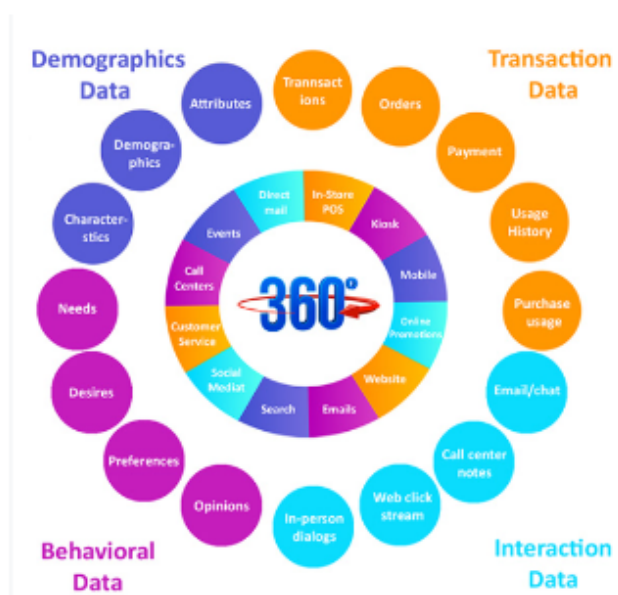 Demographics
Data
Transaction
Data
Attributes
Trannsact
ions
Orders
Demogra-
phics
Payment
Character-
stics
Usage
History
Needs
Purchase
usage
Desires
Email/chat
Preferences
Call center
notes
Opinions
Web click
stream
In-person
dialogs
Direct
mail
In-Store
POS
Events
Kiosk
Call
Centers
Mobile
Customer
Service
Online
Promotions
Social
Mediat
Website
Search
Emails
360°
Behavioral
Data
Interaction
Data